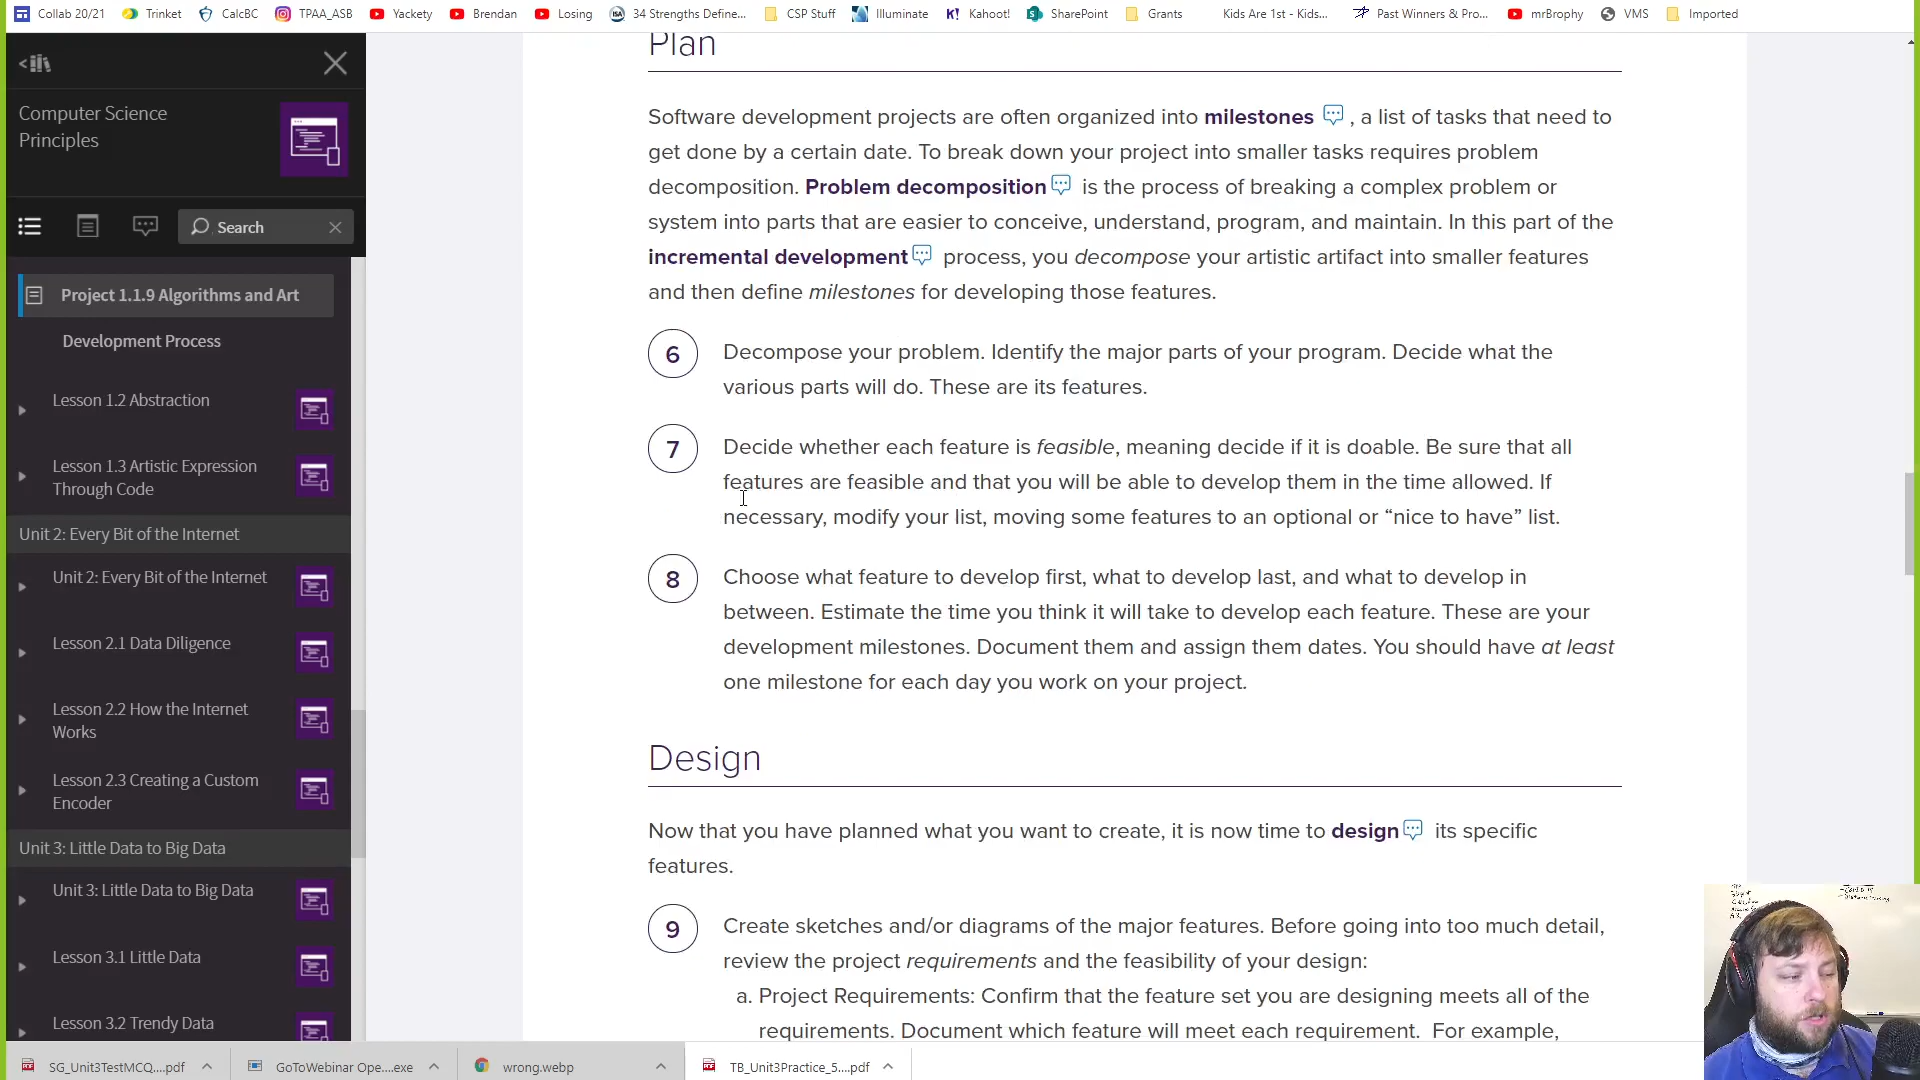 Collab 20/21 Trinket CalcBC TPAA_ASB Yackety Brendan Losing 34 Strengths Define... CSP Stuff Illuminate Kahoot! SharePoint Grants Kids Are 1st - Kids... Past Winners & Pro... mrBrophy VMS Imported
Computer Science
Principles
Search
Project 1.1.9 Algorithms and Art
Development Process
Lesson 1.2 Abstraction
Lesson 1.3 Artistic Expression
Through Code
Unit 2: Every Bit of the Internet
Unit 2: Every Bit of the Internet
Lesson 2.1 Data Diligence
Lesson 2.2 How the Internet
Works
Lesson 2.3 Creating a Custom
Encoder
Unit 3: Little Data to Big Data
Unit 3: Little Data to Big Data
Lesson 3.1 Little Data
Lesson 3.2 Trendy Data
Plan
Software development projects are often organized into milestones , a list of tasks that need to
get done by a certain date. To break down your project into smaller tasks requires problem
decomposition. Problem decomposition is the process of breaking a complex problem or
system into parts that are easier to conceive, understand, program, and maintain. In this part of the
incremental development process, you decompose your artistic artifact into smaller features
and then define milestones for developing those features.
6 Decompose your problem. Identify the major parts of your program. Decide what the
various parts will do. These are its features.
7 Decide whether each feature is feasible, meaning decide if it is doable. Be sure that all
features are feasible and that you will be able to develop them in the time allowed. If
necessary, modify your list, moving some features to an optional or “nice to have” list.
8 Choose what feature to develop first, what to develop last, and what to develop in
between. Estimate the time you think it will take to develop each feature. These are your
development milestones. Document them and assign them dates. You should have at least
one milestone for each day you work on your project.
Design
Now that you have planned what you want to create, it is now time to design its specific
features.
9 Create sketches and/or diagrams of the major features. Before going into too much detail,
review the project requirements and the feasibility of your design:
a. Project Requirements: Confirm that the feature set you are designing meets all of the
requirements. Document which feature will meet each requirement. For example,
SG_Unit3TestMCQ....pdf GoToWebinar Ope....exe wrong.webp TB_Unit3Practice_5....pdf